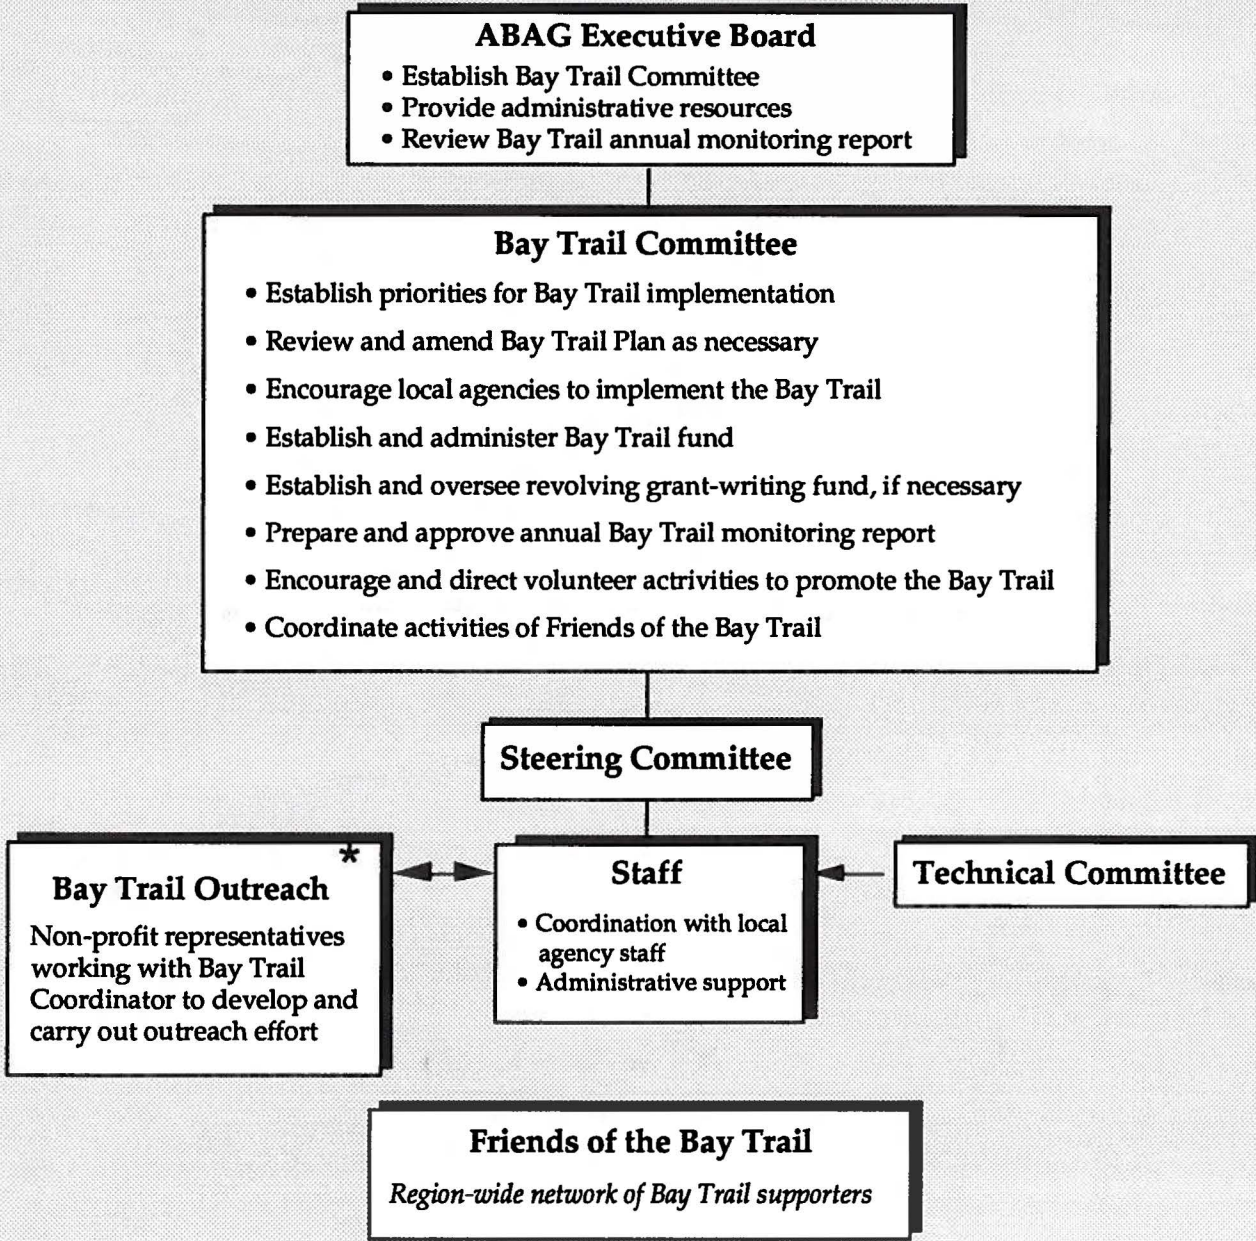 ABAG Executive Board
• Establish Bay Trail Committee
• Provide administrative resources
• Review Bay Trail annual monitoring report
Bay Trail Committee
• Establish priorities for Bay Trail implementation
• Review and amend Bay Trail Plan as necessary
• Encourage local agencies to implement the Bay Trail
• Establish and administer Bay Trail fund
• Establish and oversee revolving grant-writing fund, if necessary
• Prepare and approve annual Bay Trail monitoring report
• Encourage and direct volunteer actrivities to promote the Bay Trail
• Coordinate activities of Friends of the Bay Trail
Steering Committee
*
Bay Trail Outreach
Non-profit representatives
working with Bay Trail
Coordinator to develop and
carry out outreach effort
Staff
• Coordination with local
agency staff
• Administrative support
Technical Committee
Friends of the Bay Trail
Region-wide network of Bay Trail supporters